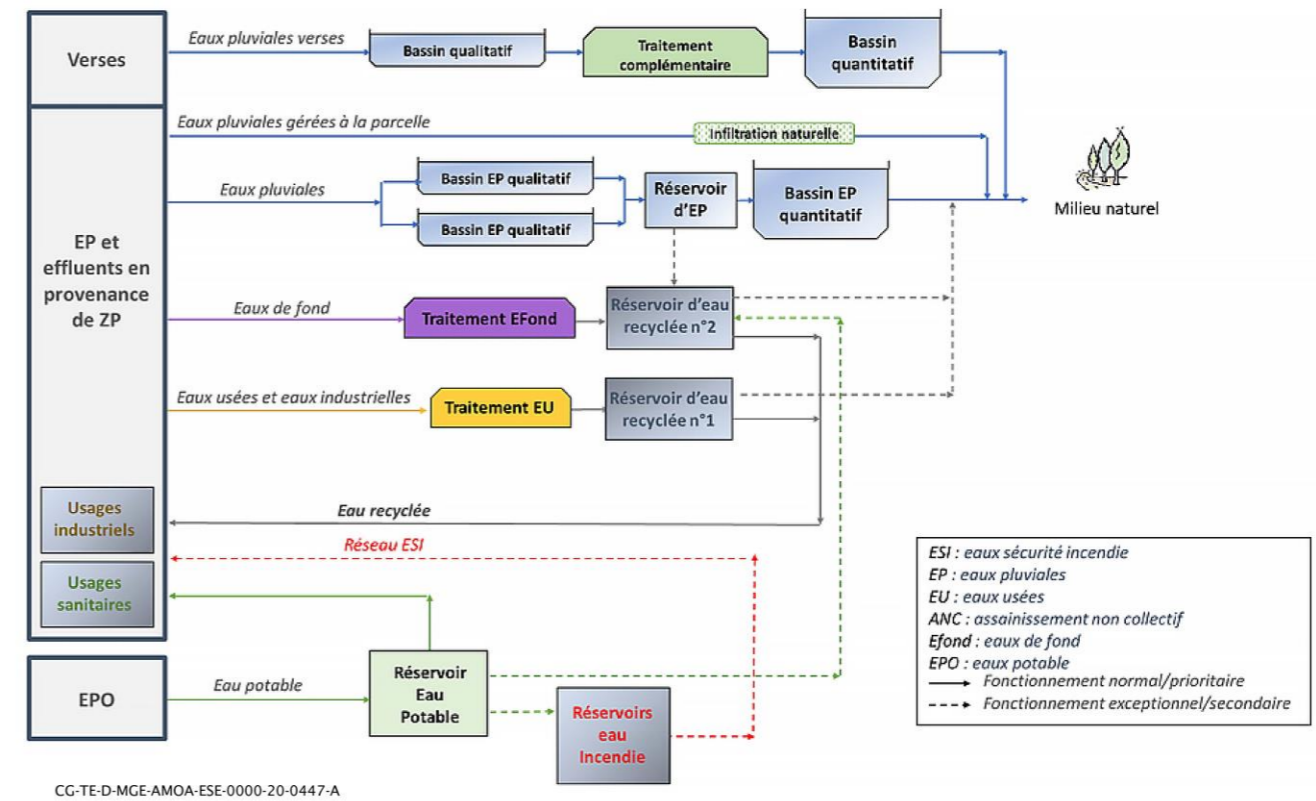 Verses
Eaux pluviales verses
Bassin qualitatif
Traitement
complémentaire
Bassin
quantitatif
Eaux pluviales gérées à la parcelle
Infiltration naturelle
EP et
effluents en
provenance
de ZP
Eaux pluviales
Bassin EP qualitatif
Bassin EP qualitatif
Réservoir
d'EP
Bassin EP
quantitatif
Milieu naturel
Eaux de fond
Traitement EFond
Réservoir d'eau
recyclée n°2
Eaux usées et eaux industrielles
Traitement EU
Réservoir d'eau
recyclée n°1
Usages
industriels
Eau recyclée
Réseau ESI
Usages
sanitaires
EPO
Eau potable
Réservoir
Eau
Potable
Réservoirs
eau
Incendie
ESI : eaux sécurité incendie
EP : eaux pluviales
EU : eaux usées
ANC : assainissement non collectif
Efond : eaux de fond
EPO : eaux potable
Fonctionnement normal/prioritaire
Fonctionnement exceptionnel/secondaire
CG-TE-D-MGE-AMOA-ESE-0000-20-0447-A